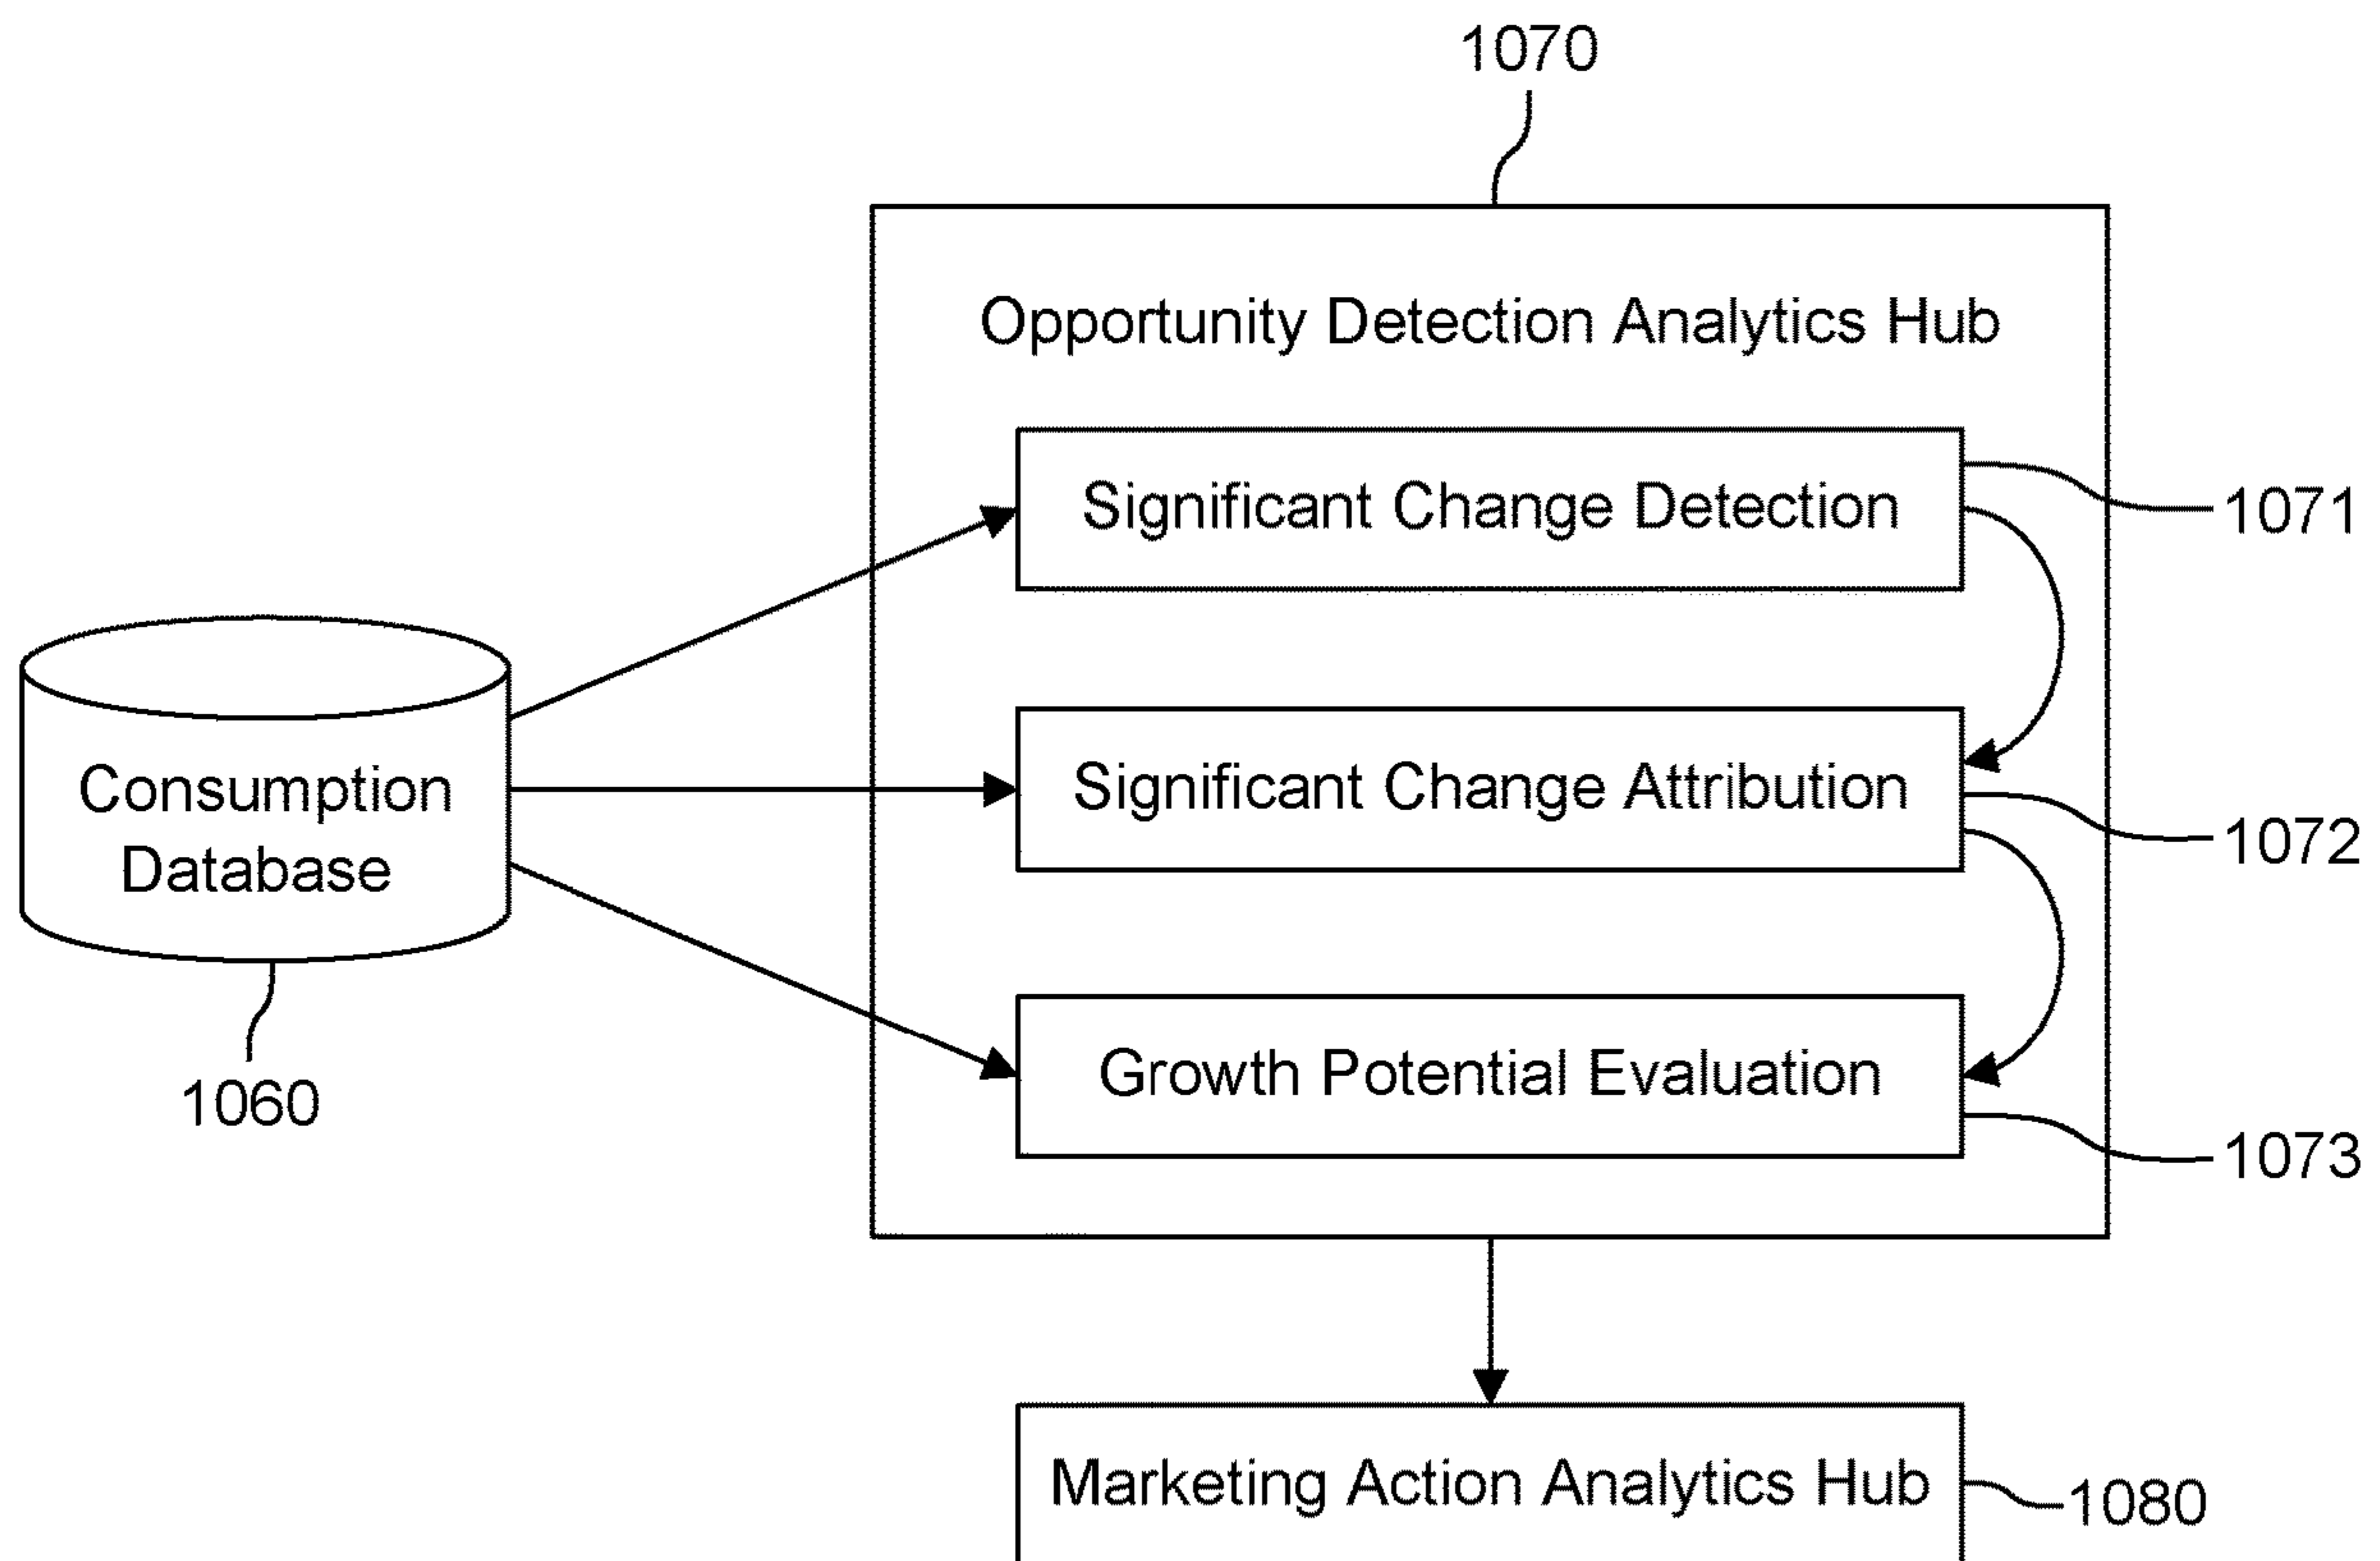 1070
Opportunity Detection Analytics Hub
Significant Change Detection
1071
Consumption
Database
Significant Change Attribution
1072
1060
Growth Potential Evaluation
1073
Marketing Action Analytics Hub
1080